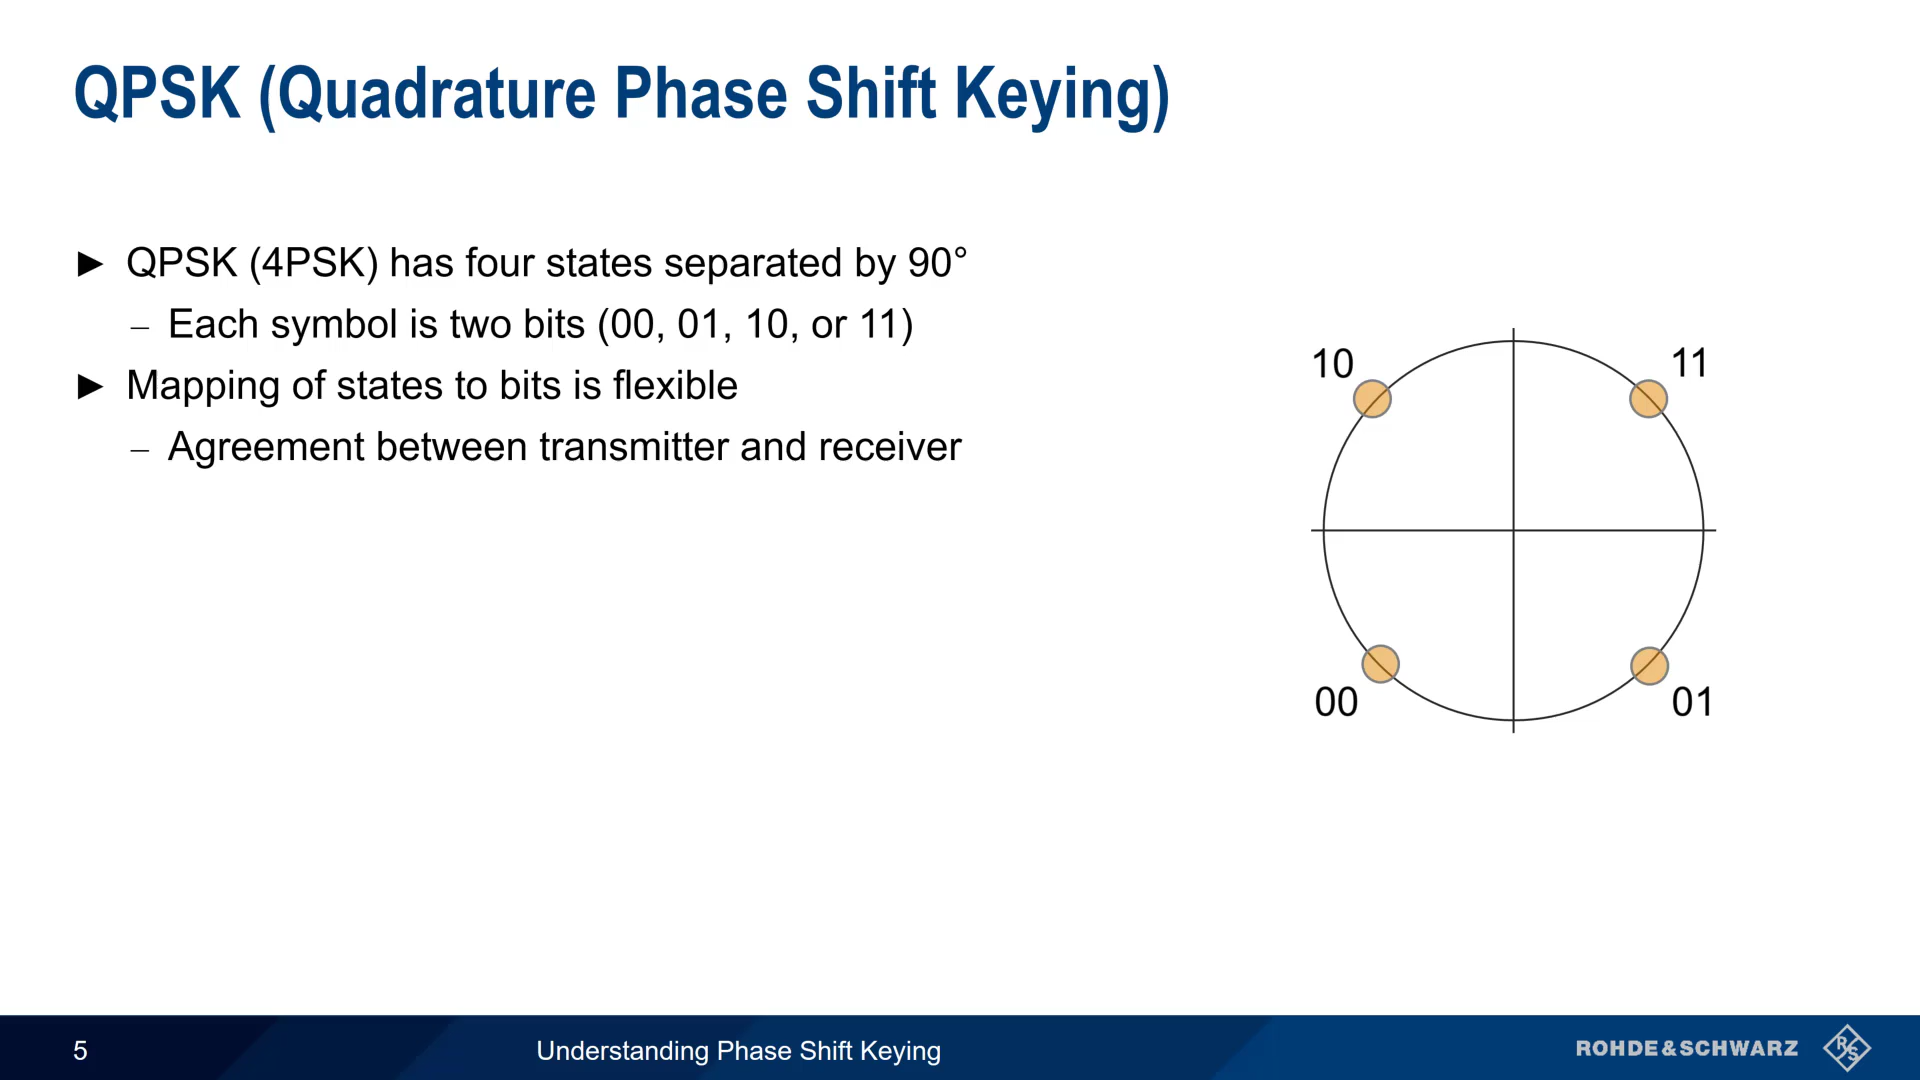 QPSK (Quadrature Phase Shift Keying)
► QPSK (4PSK) has four states separated by 90°
– Each symbol is two bits (00, 01, 10, or 11)
► Mapping of states to bits is flexible
– Agreement between transmitter and receiver
10
11
00
01
5
Understanding Phase Shift Keying
ROHDE&SCHWARZ
R&S